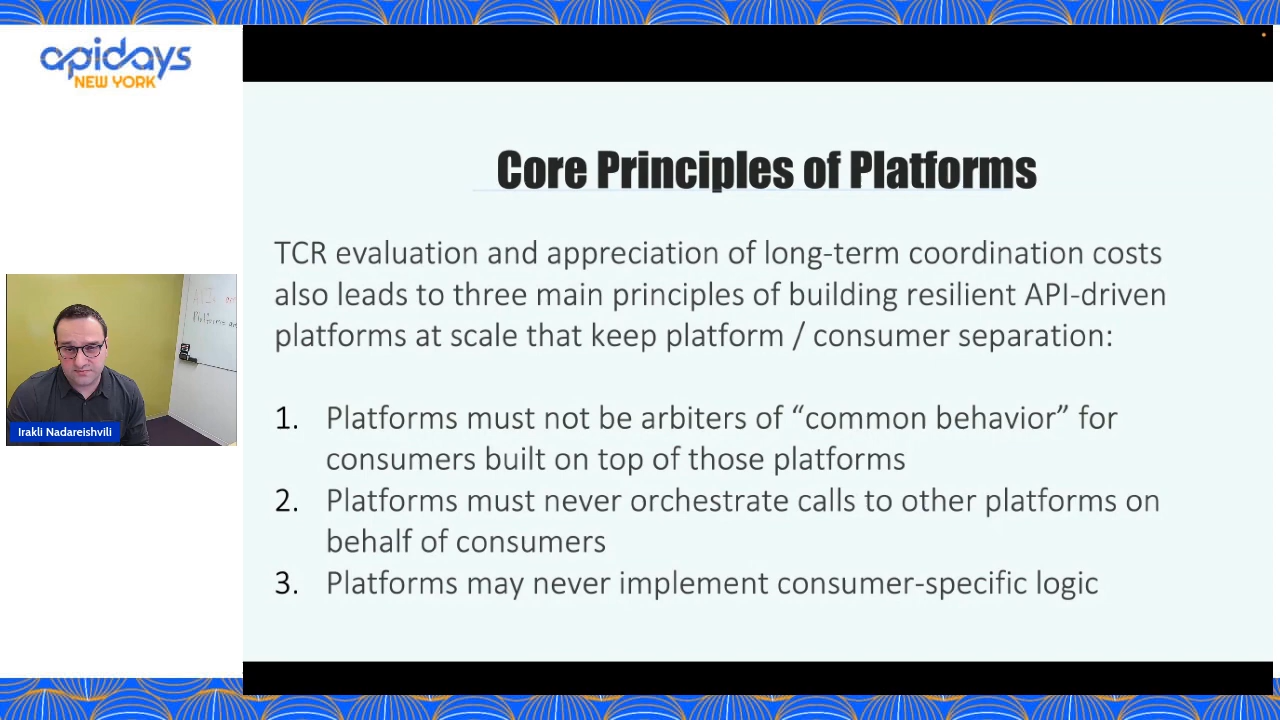 apidays
NEW YORK
Core Principles of Platforms
TCR evaluation and appreciation of long-term coordination costs
also leads to three main principles of building resilient API-driven
platforms at scale that keep platform / consumer separation:
1. Platforms must not be arbiters of “common behavior” for
consumers built on top of those platforms
2. Platforms must never orchestrate calls to other platforms on
behalf of consumers
3. Platforms may never implement consumer-specific logic
Irakli Nadareishvili